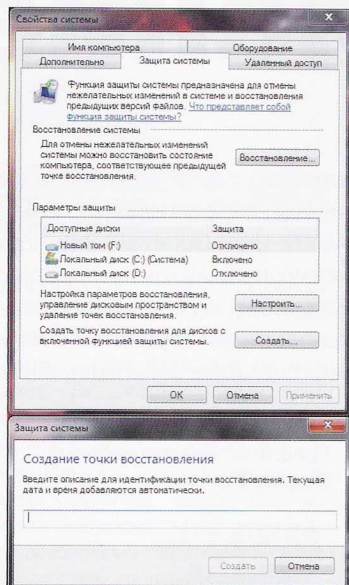 Свойства системы
Имя компьютера
Оборудование
Дополнительно
Защита системы
Удаленный доступ
Функция защиты системы предназначена для отмены
нежелательных изменений в системе и восстановления
предыдущих версий файлов. Что представляет собой
функция защиты системы?
Восстановление системы
Для отмены нежелательных изменений
системы можно восстановить состояние
компьютера, соответствующее предыдущей
точке восстановления.
Восстановление...
Параметры защиты
Доступные диски Защита
Новый том (F:) Отключено
Локальный диск (C:) (Система) Включено
Локальный диск (D:) Отключено
Настройка параметров восстановления,
управление дисковым пространством и
удаление точек восстановления.
Настроить...
Создать точку восстановления для дисков с
включенной функцией защиты системы.
Создать...
ОК Отмена Применить
Защита системы
Создание точки восстановления
Введите описание для идентификации точки восстановления. Текущая
дата и время добавляются автоматически.
Создать Отмена